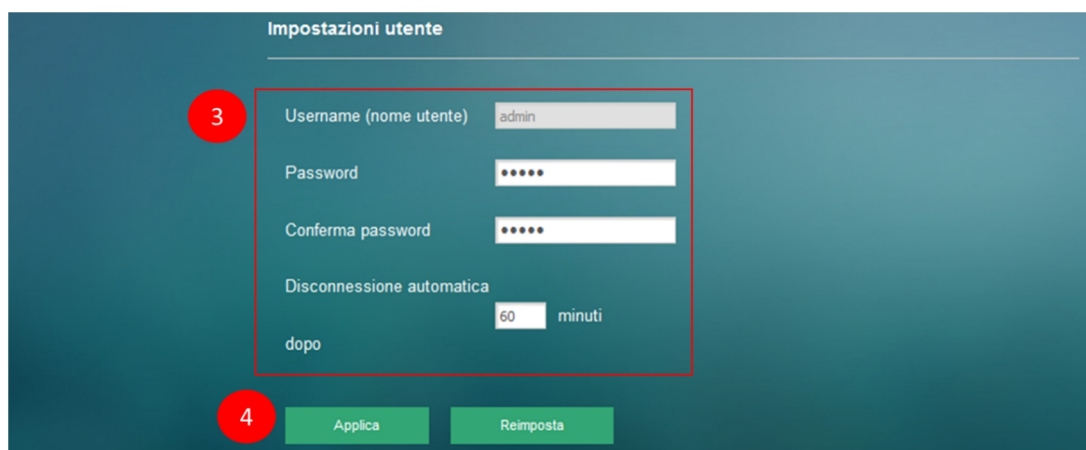 Impostazioni utente
3
Username (nome utente) admin
Password •••••
Conferma password •••••
Disconnessione automatica
60 minuti
dopo
4
Applica Reimposta